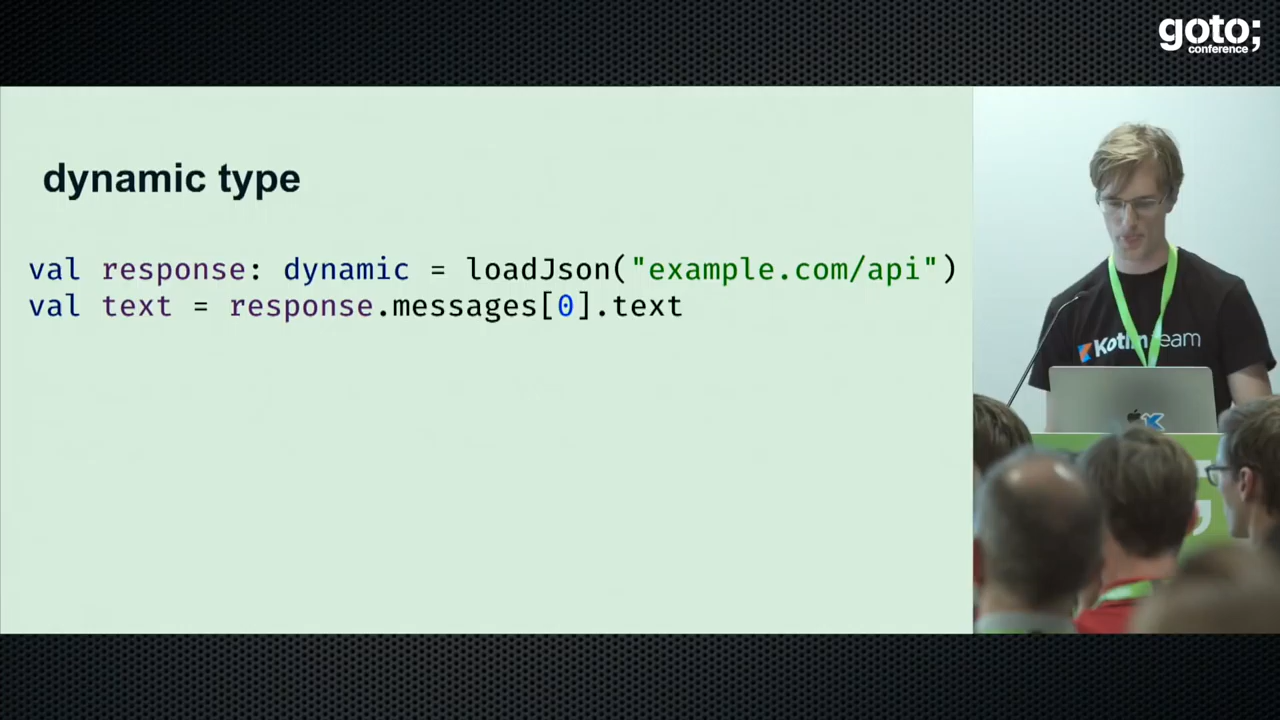 goto;
conference
dynamic type
val response: dynamic = loadJson("example.com/api")
val text = response.messages[0].text
Kotlin team